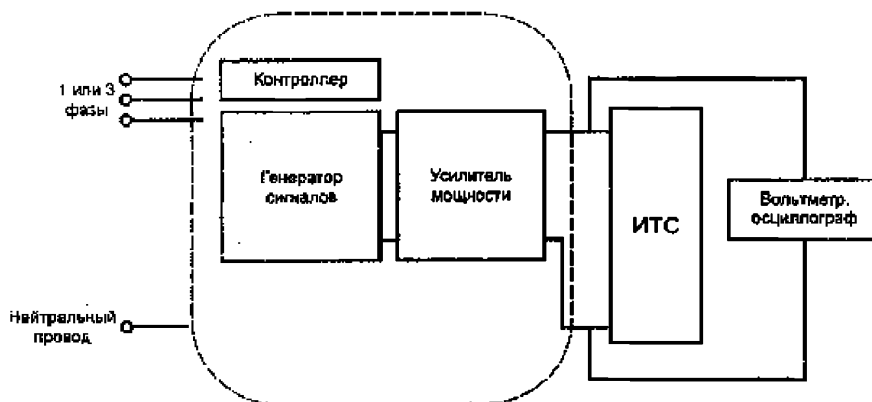 Контроллер
1 или 3
фазы
Генератор
сигналов
Усилитель
мощности
ИТС
Вольтметр,
осциллограф
Нейтральный
провод